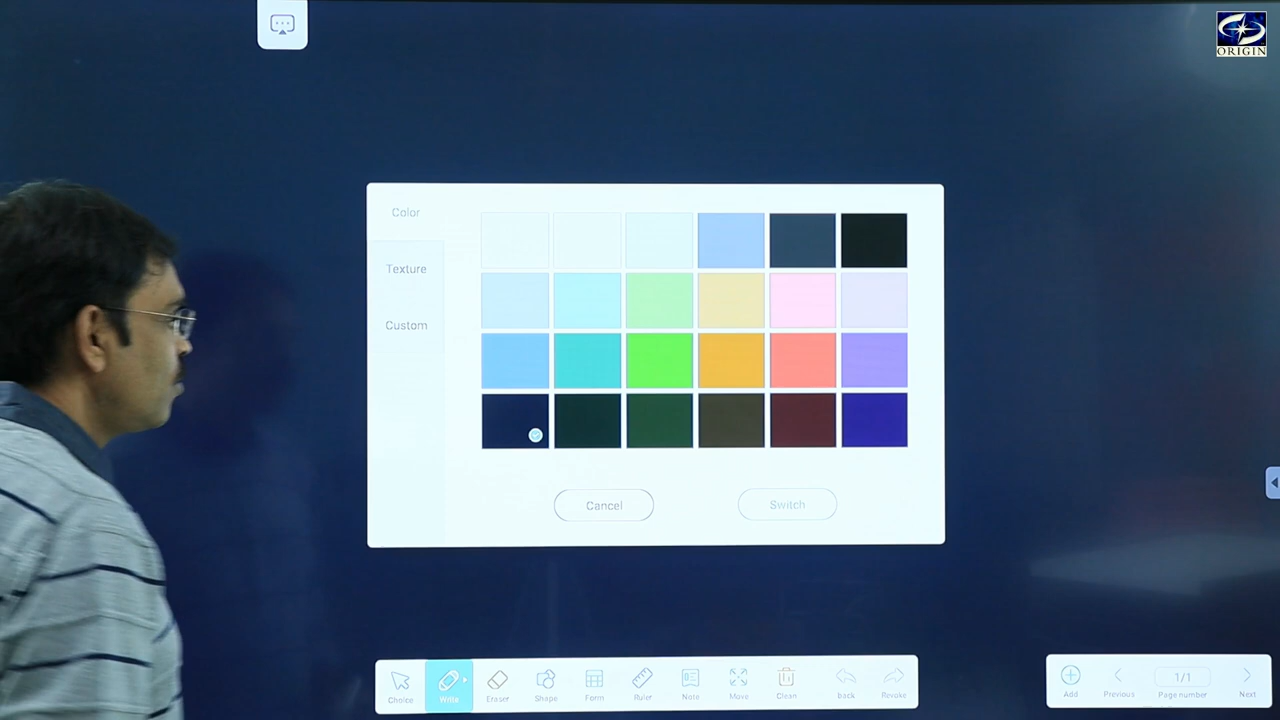 ORIGIN
Color
Texture
Custom
Cancel
Switch
Choice
Write
Eraser
Shape
Form
Ruler
Note
Move
Clean
Back
Revoke
Add
Previous
1/1
Page number
Next